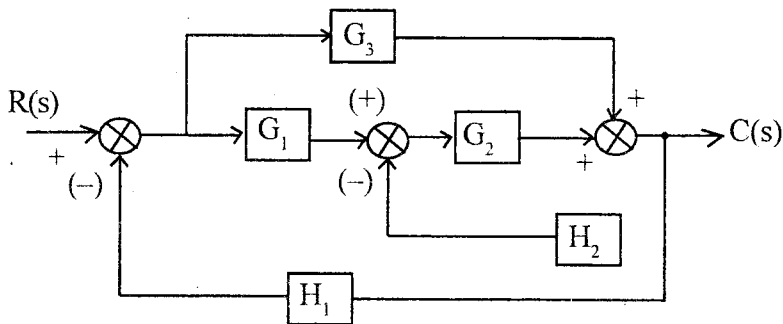 G₃
R(s)
+
(–)
G₁
(+)
(–)
G₂
+
+
C(s)
H₂
H₁